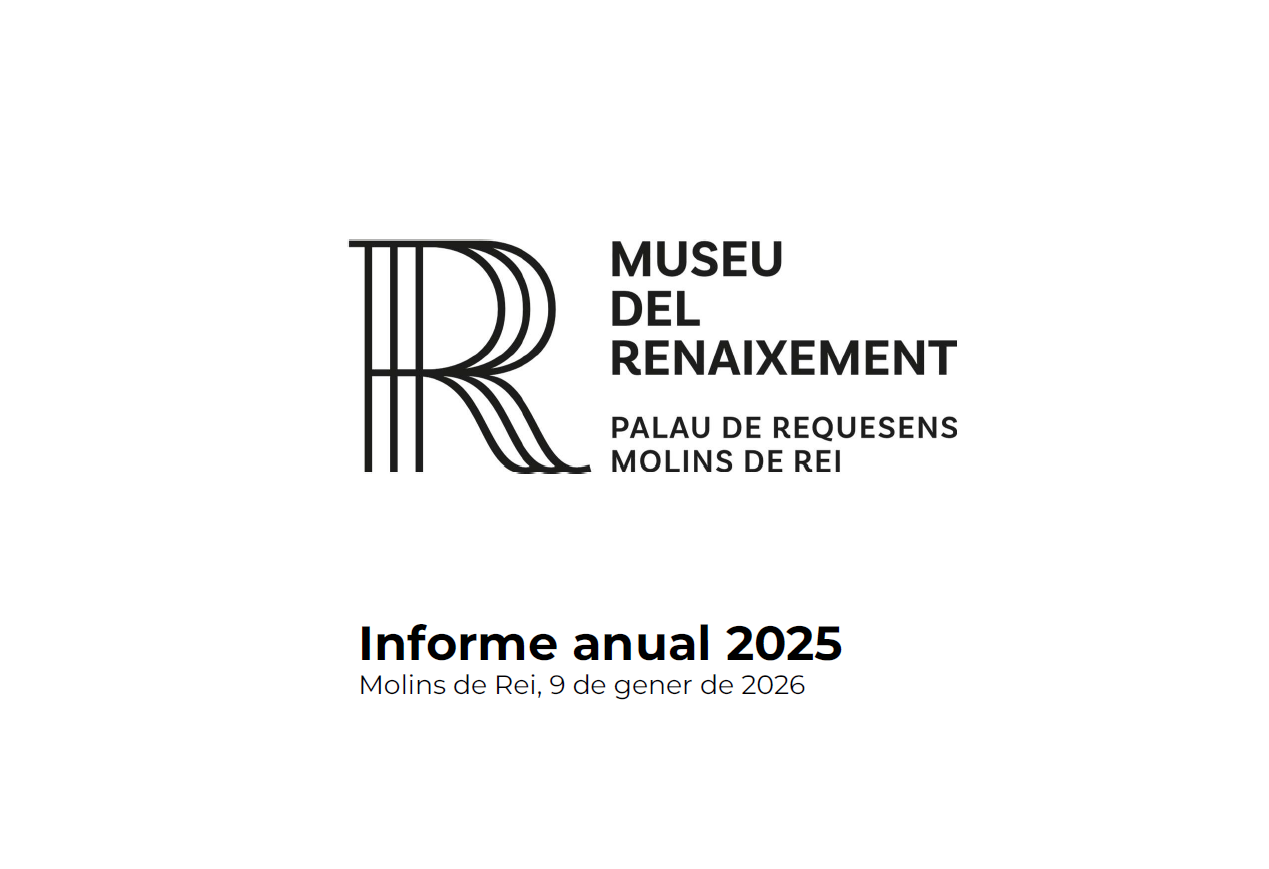 MUSEU
DEL
RENAIXEMENT
PALAU DE REQUESENS
MOLINS DE REI
Informe anual 2025
Molins de Rei, 9 de gener de 2026